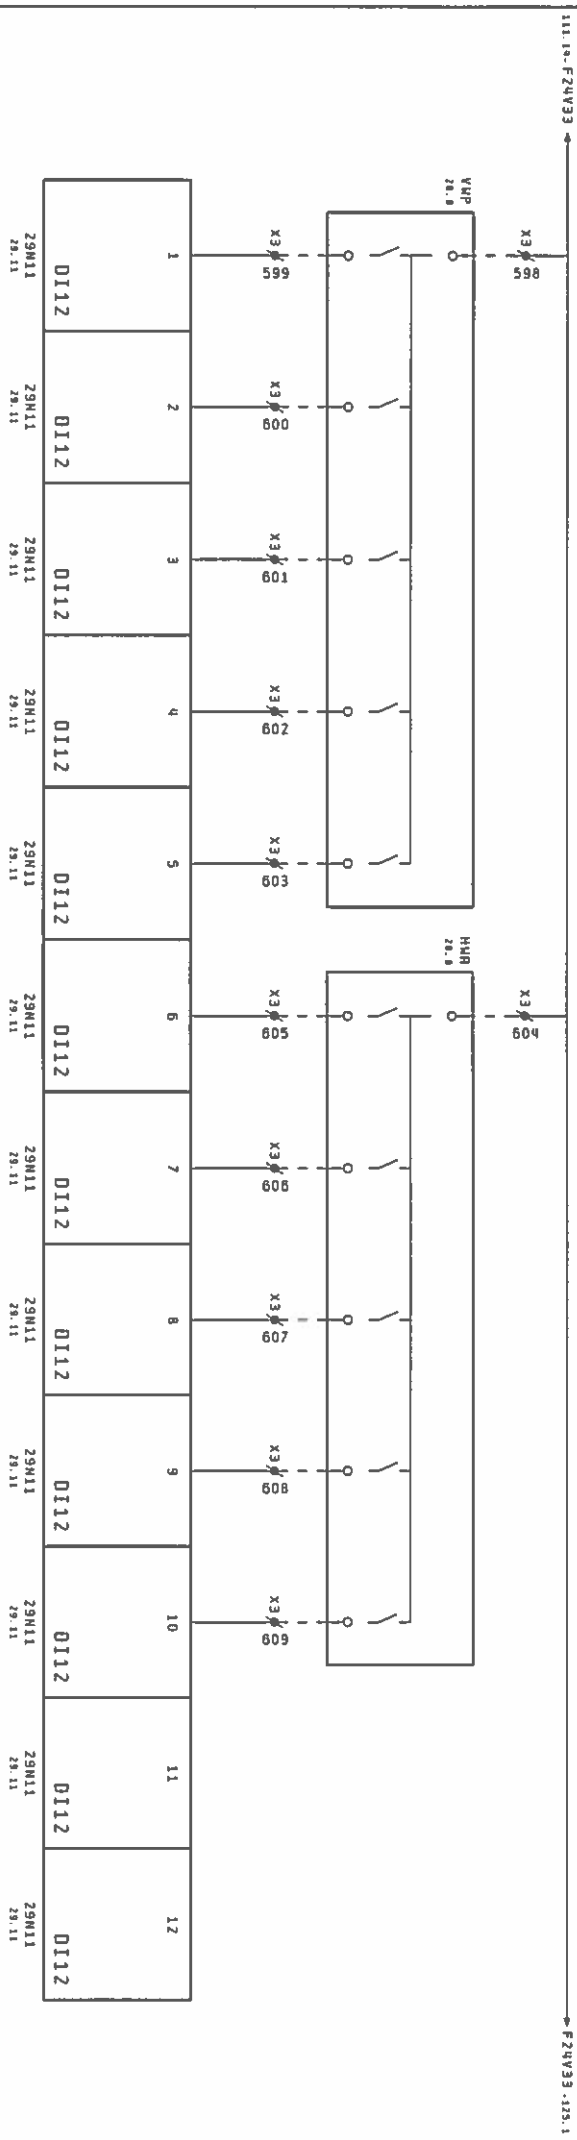 111.19- F24V33
F24V33 -125.1
X3
598
X3
604
VWP
28.8
HWA
28.8
X3
599
X3
600
X3
601
X3
602
X3
603
X3
605
X3
606
X3
607
X3
608
X3
609
1
2
3
4
5
6
7
8
9
10
11
12
DI12
DI12
DI12
DI12
DI12
DI12
DI12
DI12
DI12
DI12
DI12
DI12
29N11
29N11
29N11
29N11
29N11
29N11
29N11
29N11
29N11
29N11
29N11
29N11
29.11
29.11
29.11
29.11
29.11
29.11
29.11
29.11
29.11
29.11
29.11
29.11